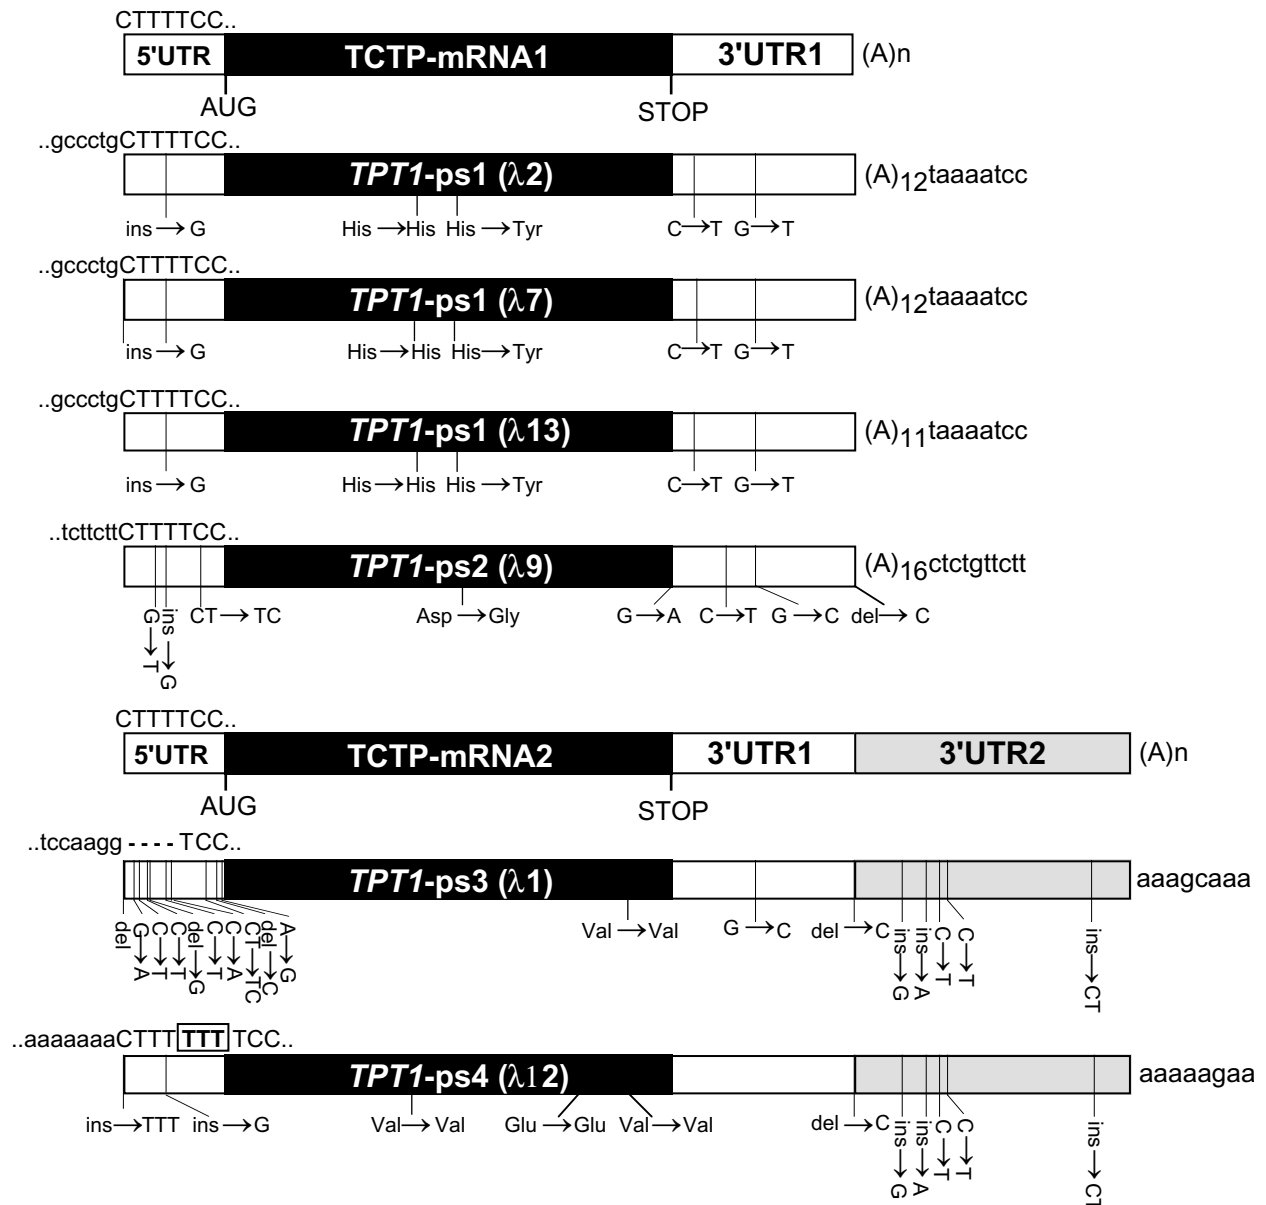 CTTTTCC..
5'UTR TCTP-mRNA1 3'UTR1 (A)n
AUG STOP
..gccctgCTTTTCC..
TPT1-ps1 (λ2) (A)12taaaatcc
ins→G His→His His→Tyr C→T G→T
..gccctgCTTTTCC..
TPT1-ps1 (λ7) (A)12taaaatcc
ins→G His→His His→Tyr C→T G→T
..gccctgCTTTTCC..
TPT1-ps1 (λ13) (A)11taaaatcc
ins→G His→His His→Tyr C→T G→T
..tcttcttCTTTTCC..
TPT1-ps2 (λ9) (A)16ctctgttctt
G→T ins→G CT→TC Asp→Gly G→A C→T G→C del→C
CTTTTCC..
5'UTR TCTP-mRNA2 3'UTR1 3'UTR2 (A)n
AUG STOP
..tccaagg----TCC..
TPT1-ps3 (λ1) aaagcaaa
del G→A C→T C→T del→G C→T C→A CT→TC del→C A→G Val→Val G→C del→C ins→G ins→A C→T C→T ins→CT
..aaaaaaaCTTTTTTTCC..
TPT1-ps4 (λ12) aaaaagaa
ins→TTT ins→G Val→Val Glu→Glu Val→Val del→C ins→G ins→A C→T C→T ins→CT